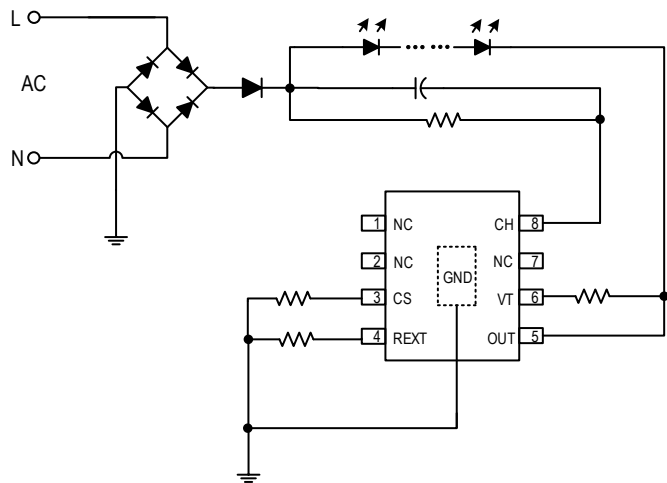 L
AC
N
1 NC
CH 8
2 NC
NC 7
GND
3 CS
VT 6
4 REXT
OUT 5